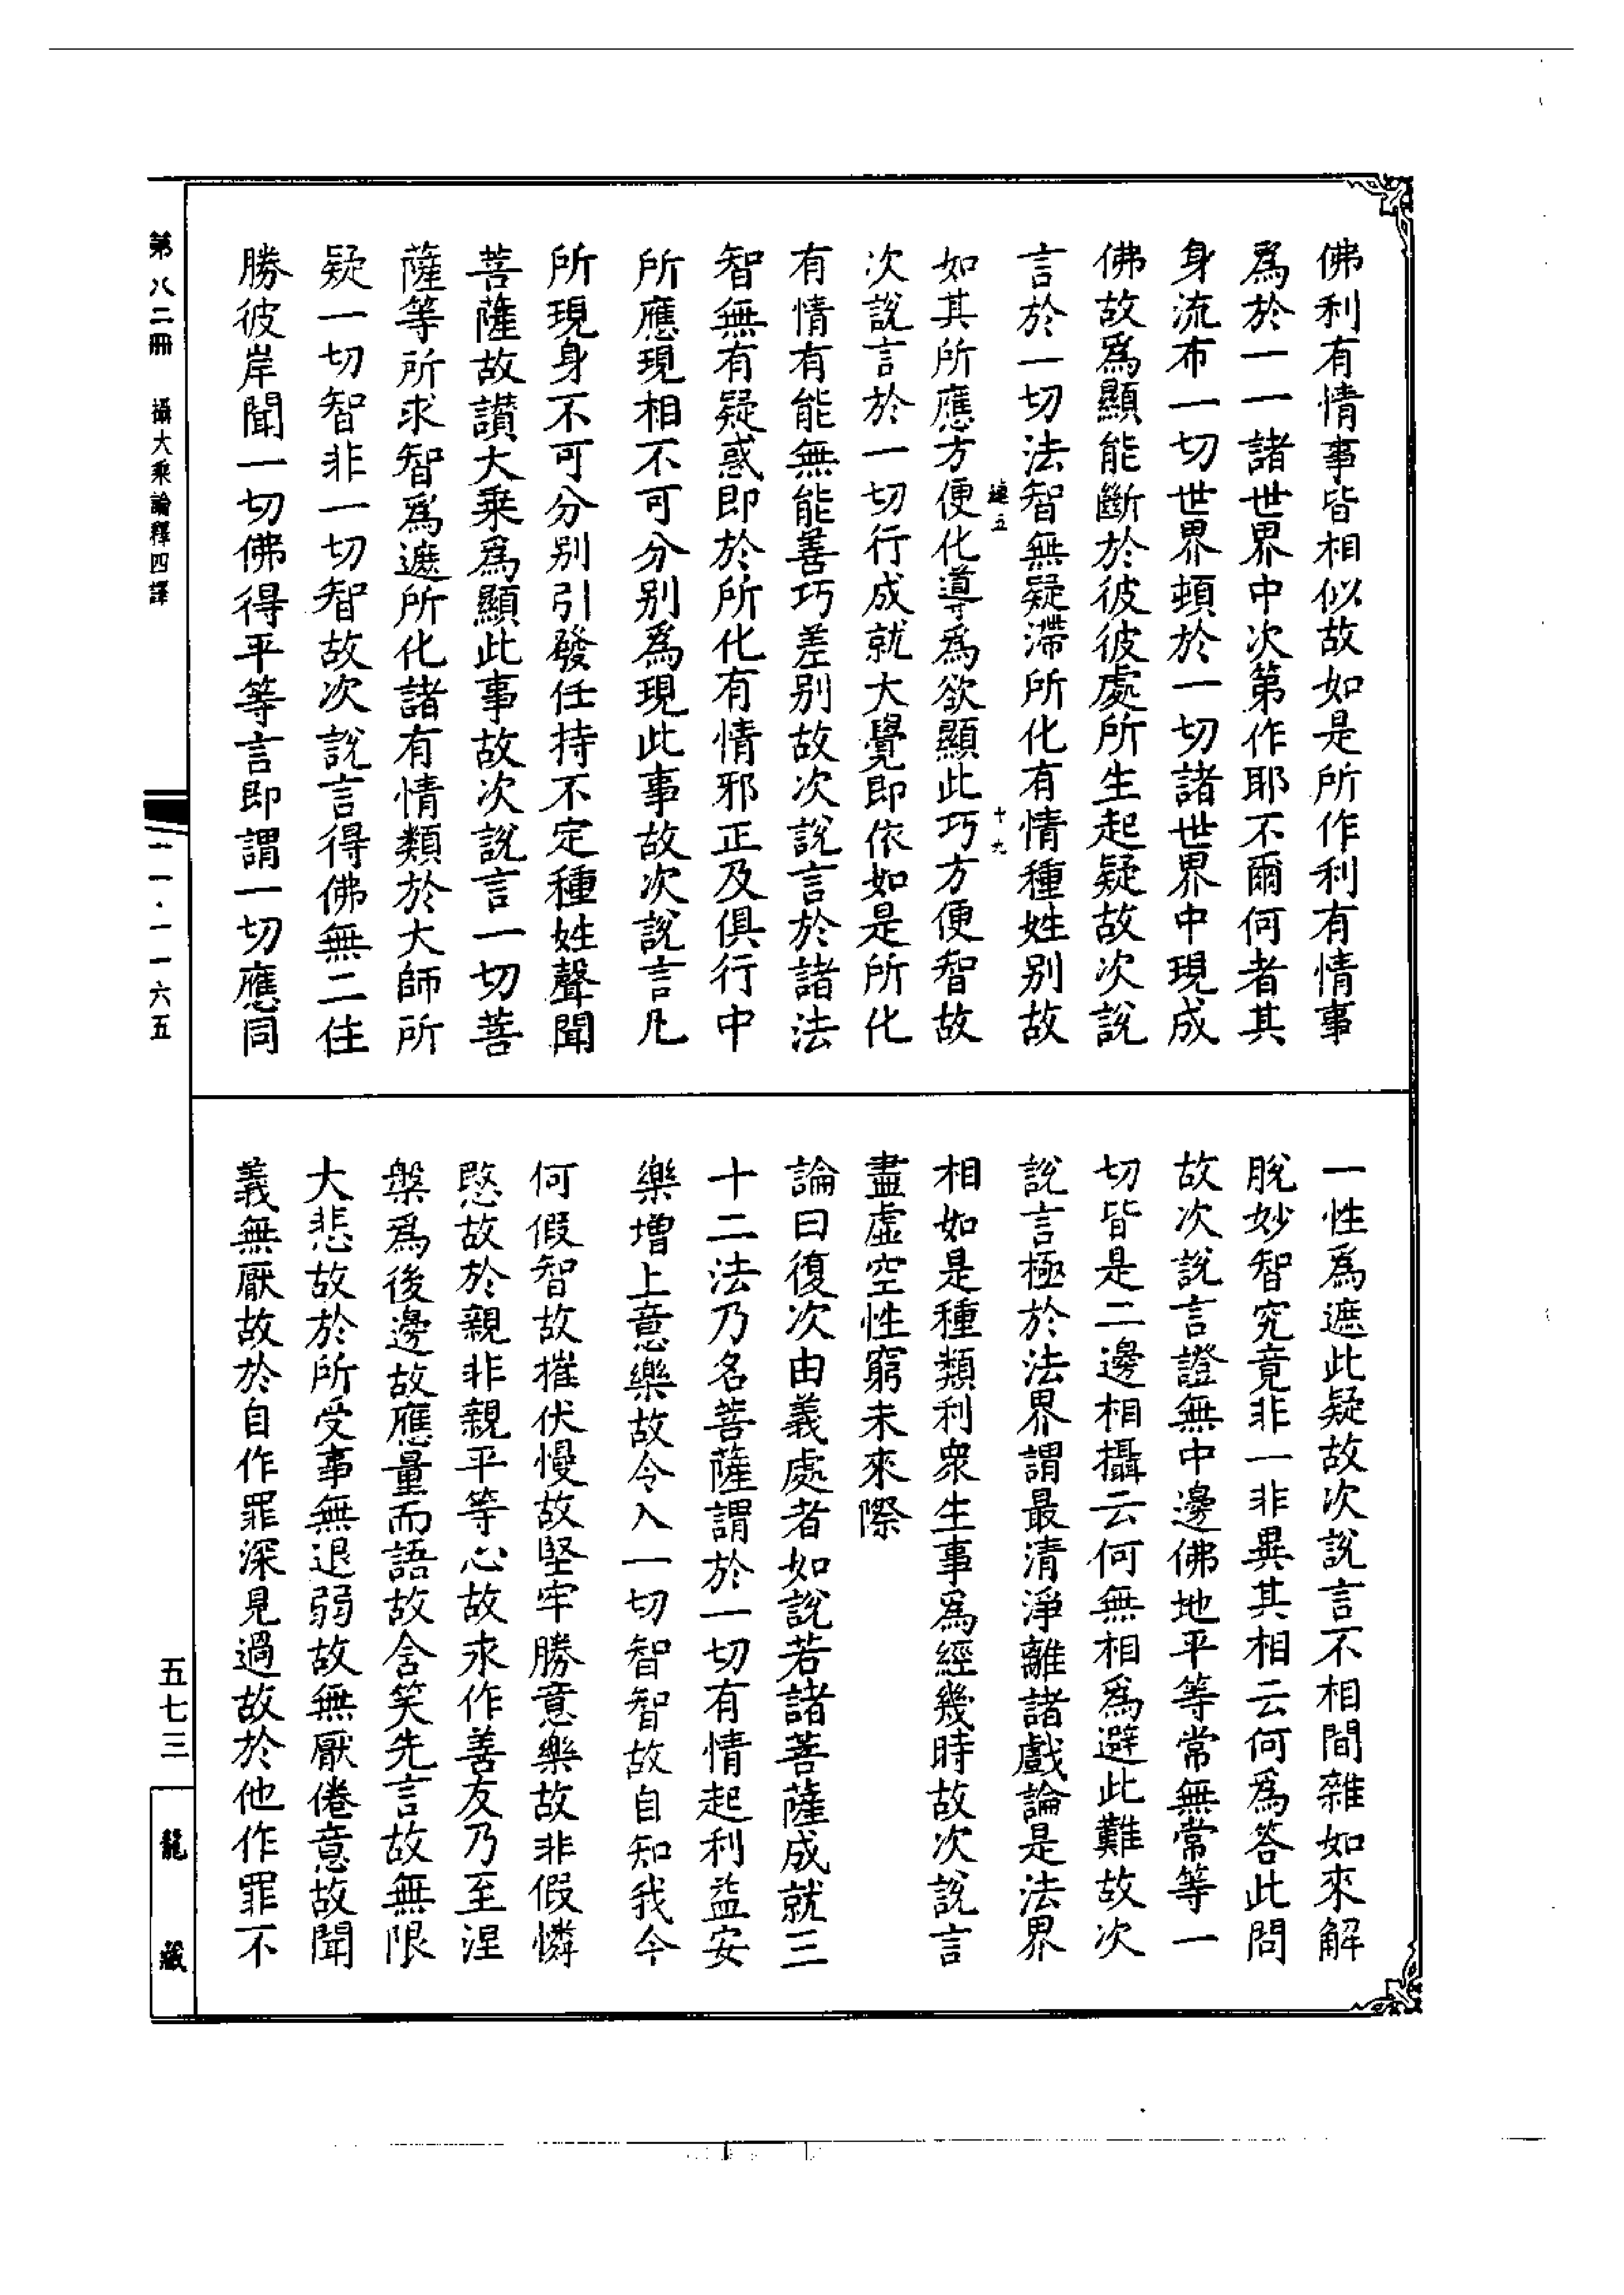 佛利有情事皆相似故如是所作利有情事
爲於一一諸世界中次第作耶不爾何者其
身流布一切世界頓於一切諸世界中現成
佛故爲顯能斷於彼彼處所生起疑故次說
言於一切法智無疑滯所化有情種姓別故
如其所應方便化導爲欲顯此巧方便智故
次說言於一切行成就大覺即依如是所化
有情有能無能善巧差別故次說言於諸法
智無有疑惑即於所化有情邪正及俱行中
所應現相不可分別爲現此事故次說言凡
所現身不可分別引發任持不定種姓聲聞
菩薩故讚大乘爲顯此事故次說言一切菩
薩等所求智爲遮所化諸有情類於大師所
疑一切智非一切智故次說言得佛無二住
勝彼岸聞一切佛得平等言即謂一切應同
十九
一性爲遮此疑故次說言不相間雜如來解
脫妙智究竟非一非異其相云何爲答此問
故次說言證無中邊佛地平等常無常等一
切皆是二邊相攝云何無相爲避此難故次
說言極於法界謂最清淨離諸戲論是法界
相如是種類利衆生事爲經幾時故次說言
盡虛空性窮未來際
論曰復次由義處者如說若諸菩薩成就三
十二法乃名菩薩謂於一切有情起利益安
樂增上意樂故令入一切智智故自知我今
何假智故摧伏慢故堅牢勝意樂故非假憐
愍故於親非親平等心故永作善友乃至涅
槃爲後邊故應量而語故含笑先言故無限
大悲故於所受事無退弱故無厭倦意故聞
義無厭故於自作罪深見過故於他作罪不
第八二冊　攝大乘論釋四譯
一一·一一六五
五七三
龍藏